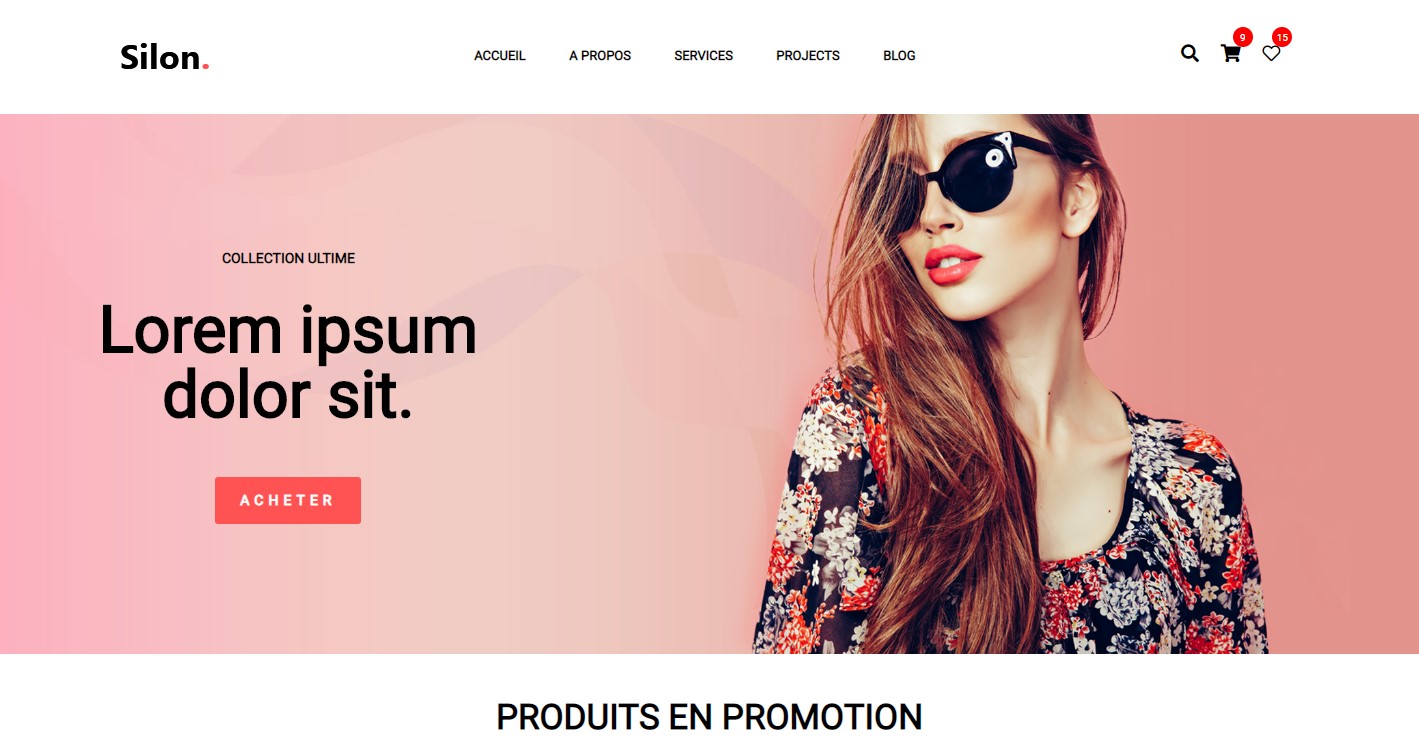 Silon.
ACCUEIL A PROPOS SERVICES PROJECTS BLOG
9 15
COLLECTION ULTIME
Lorem ipsum
dolor sit.
ACHETER
PRODUITS EN PROMOTION